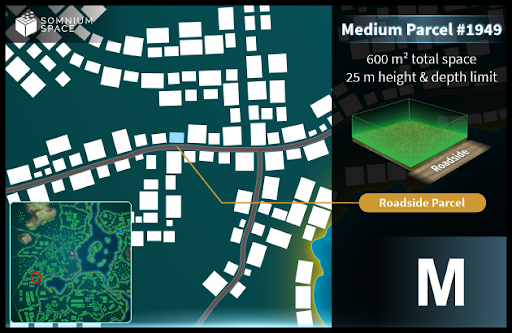 SOMNIUM
SPACE
Medium Parcel #1949
600 m² total space
25 m height & depth limit
Roadside
Roadside Parcel
M